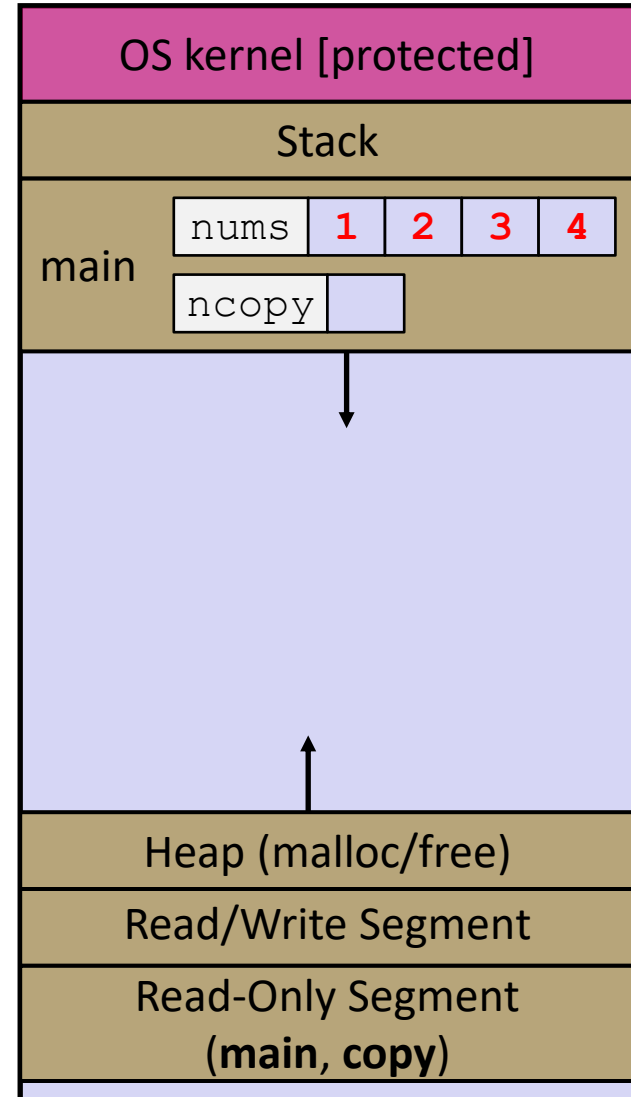 OS kernel [protected]
Stack
main
nums 1 2 3 4
ncopy
Heap (malloc/free)
Read/Write Segment
Read-Only Segment
(main, copy)